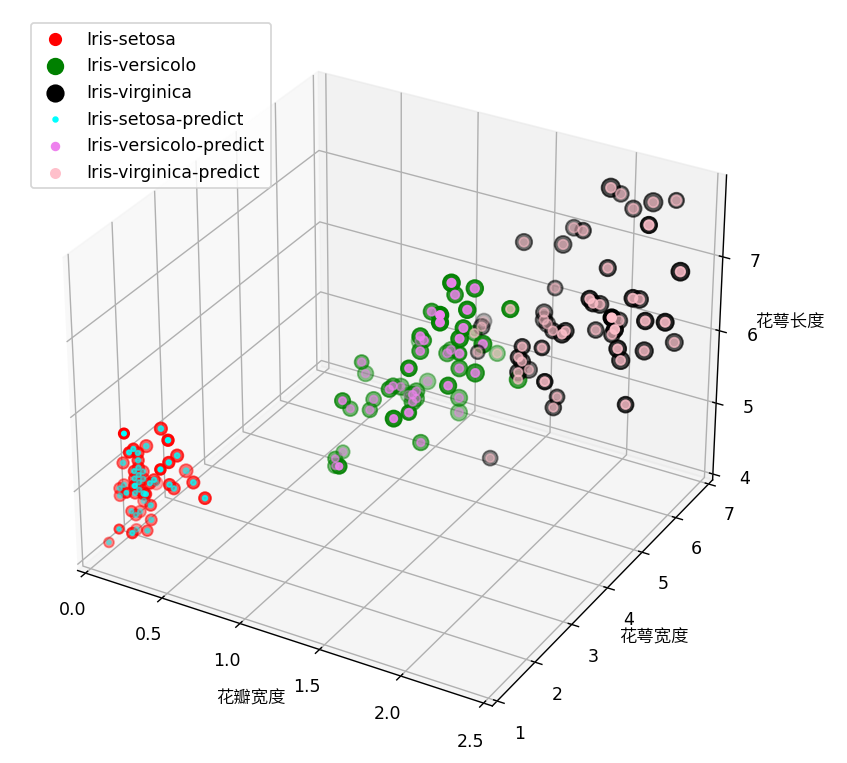 Iris-setosa
Iris-versicolo
Iris-virginica
Iris-setosa-predict
Iris-versicolo-predict
Iris-virginica-predict
7
花萼长度
6
5
4
7
6
5
4
花萼宽度
3
2
1
0.0
0.5
1.0
1.5
花瓣宽度
2.0
2.5